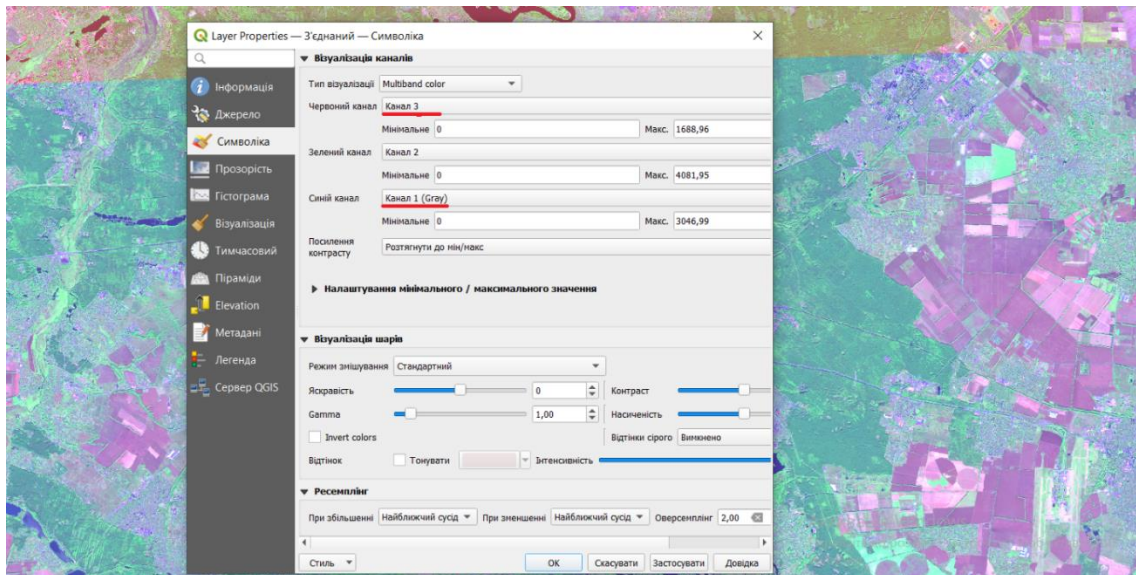 Layer Properties — З'єднаний — Символіка
Інформація
Джерело
Символіка
Прозорість
Гістограма
Візуалізація
Тимчасовий
Піраміди
Elevation
Метадані
Легенда
Сервер QGIS
Візуалізація каналів
Тип візуалізації Multiband color
Червоний канал Канал 3
Мінімальне 0 Макс. 1688,96
Зелений канал Канал 2
Мінімальне 0 Макс. 4081,95
Синій канал Канал 1 (Gray)
Мінімальне 0 Макс. 3046,99
Посилення
контрасту
Розтягнути до мін/макс
Налаштування мінімального / максимального значення
Візуалізація шарів
Режим змішування Стандартний
Яскравість 0 Контраст
Gamma 1,00 Насиченість
Invert colors Відтінки сірого Вимкнено
Відтінок Тонувати Інтенсивність
Ресемплінг
При збільшенні Найближчий сусід При зменшенні Найближчий сусід Оверсемплінг 2,00
Стиль OK Скасувати Застосувати Довідка